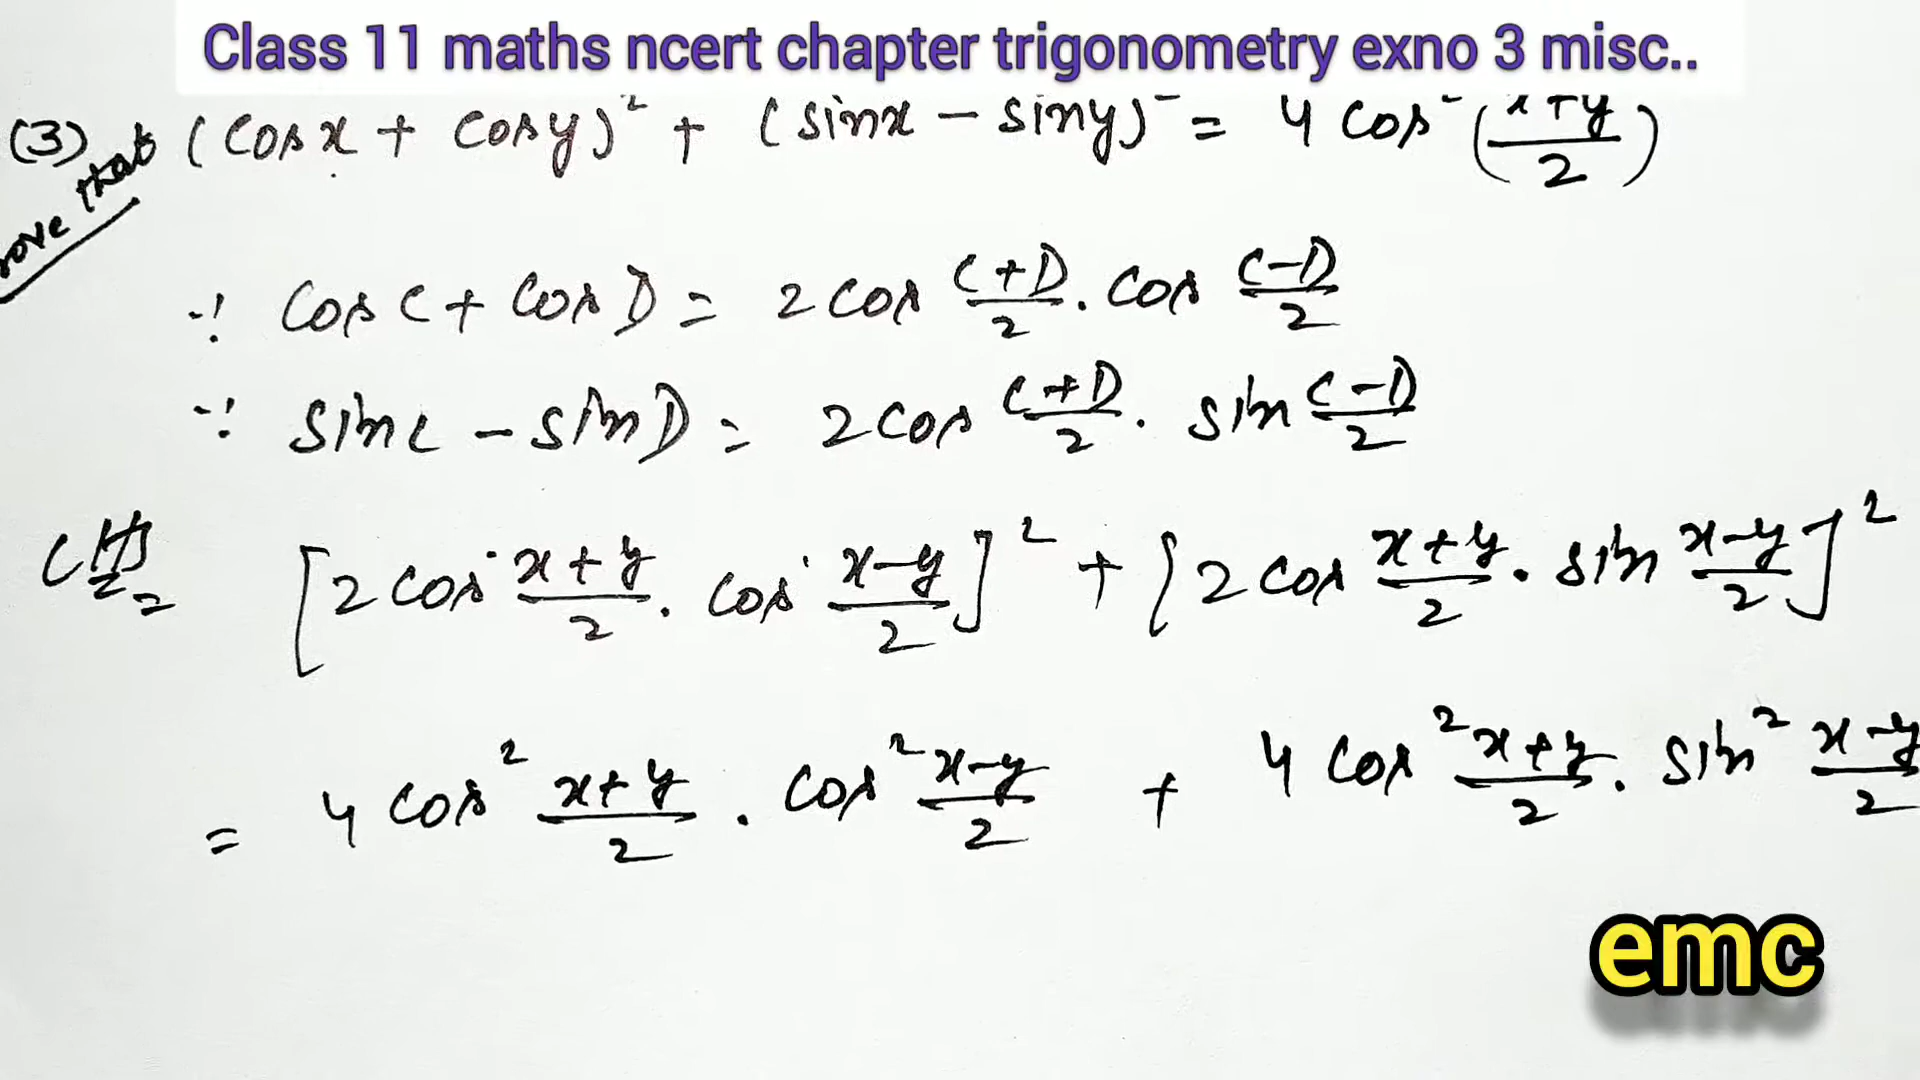 Class 11 maths ncert chapter trigonometry exno 3 misc..
(3) (cos x + cos y)² + (sin x - sin y)² = 4 cos² (x+y/2)
that
∵ cos C + cos D = 2 cos C+D/2 . cos C-D/2
∵ sin C - sin D = 2 cos C+D/2 . sin C-D/2
= [2 cos x+y/2 . cos x-y/2]² + [2 cos x+y/2 . sin x-y/2]²
= 4 cos² x+y/2 . cos² x-y/2 + 4 cos² x+y/2 . sin² x-y/2
emc